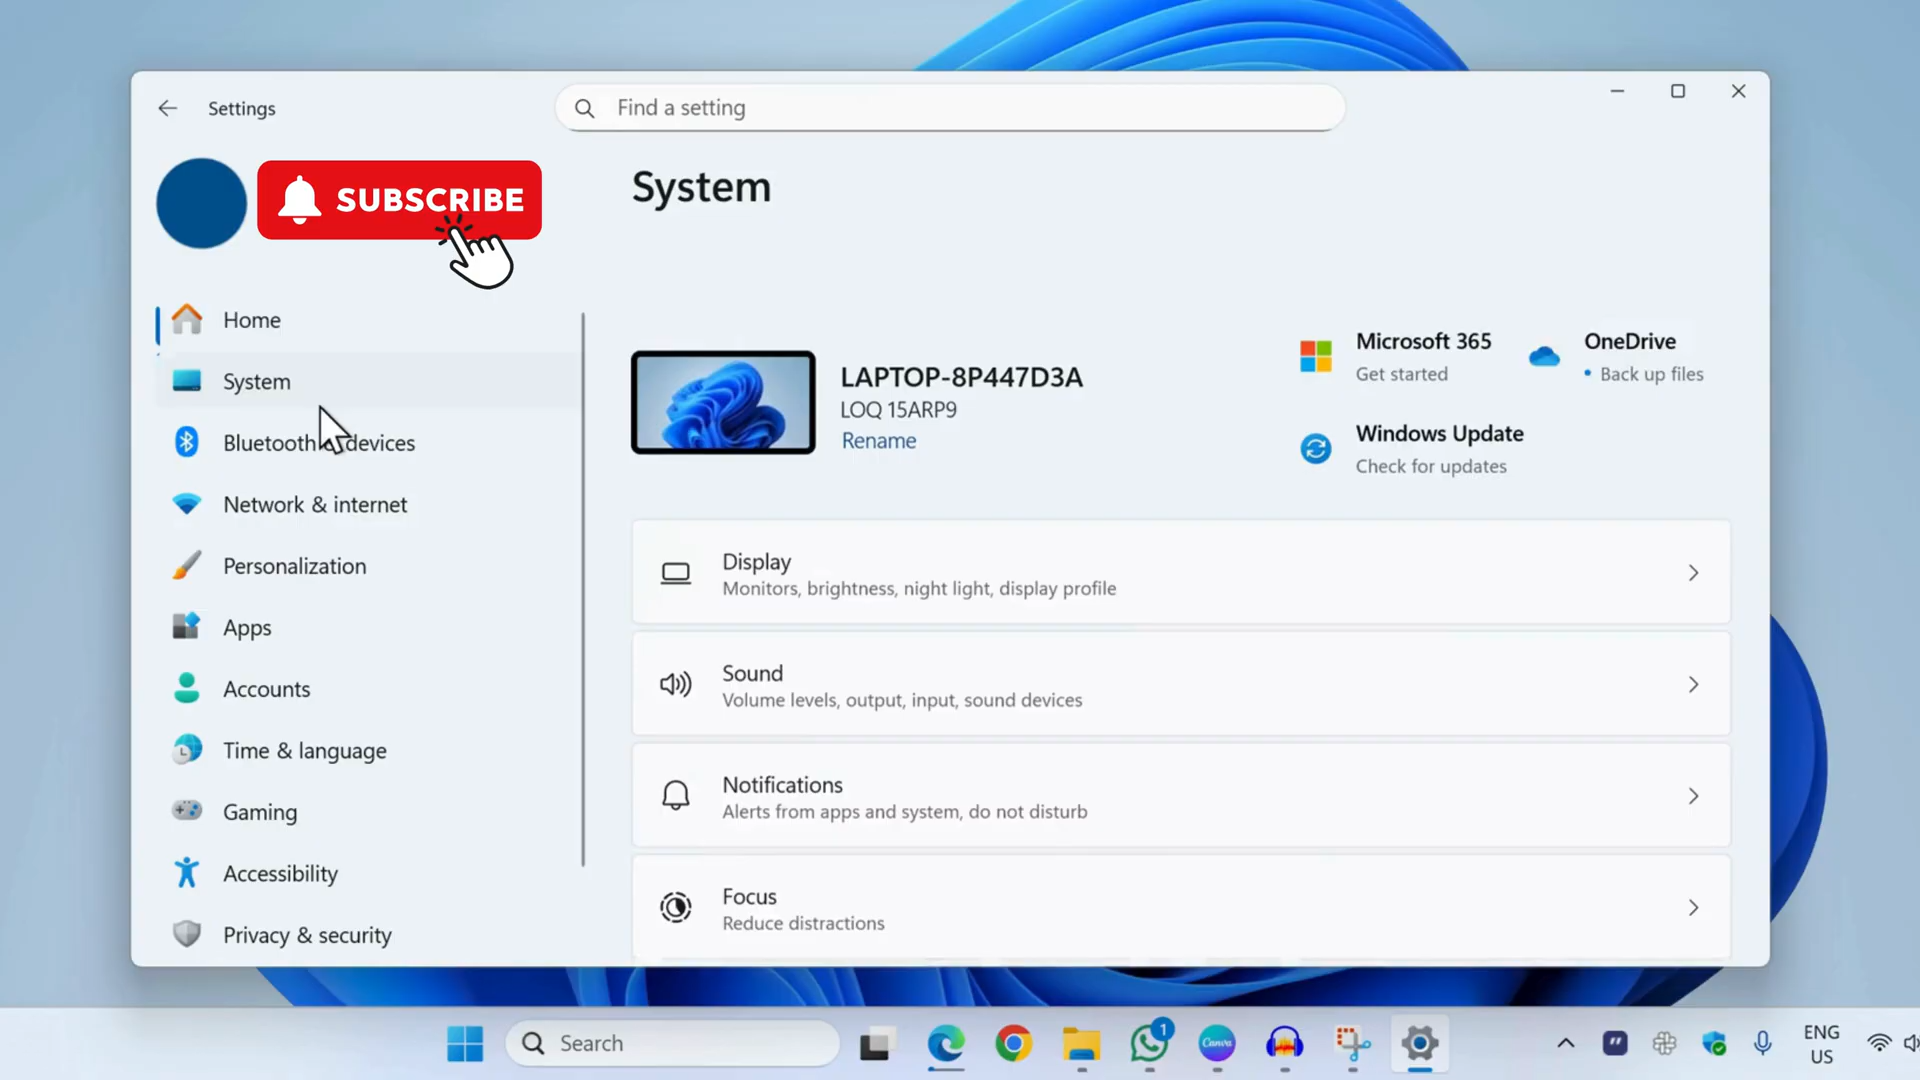 Settings
Find a setting
SUBSCRIBE
System
Home
System
Bluetooth & devices
Network & internet
Personalization
Apps
Accounts
Time & language
Gaming
Accessibility
Privacy & security
LAPTOP-8P447D3A
LOQ 15ARP9
Rename
Microsoft 365
Get started
OneDrive
• Back up files
Windows Update
Check for updates
Display
Monitors, brightness, night light, display profile
Sound
Volume levels, output, input, sound devices
Notifications
Alerts from apps and system, do not disturb
Focus
Reduce distractions
Search
1
Canva
ENG
US